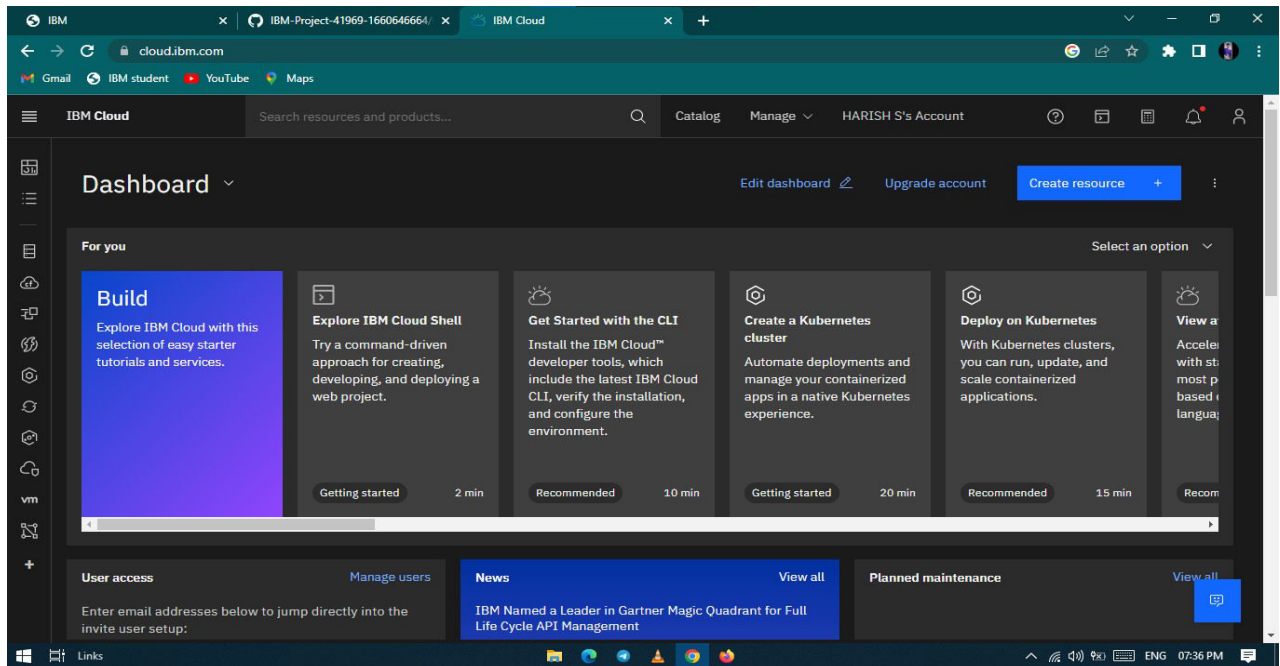 IBM
IBM-Project-41969-1660646664/
IBM Cloud
cloud.ibm.com
Gmail
IBM student
YouTube
Maps
IBM Cloud
Search resources and products...
Catalog
Manage
HARISH S's Account
Dashboard
Edit dashboard
Upgrade account
Create resource +
For you
Select an option
Build
Explore IBM Cloud with this
selection of easy starter
tutorials and services.
Explore IBM Cloud Shell
Try a command-driven
approach for creating,
developing, and deploying a
web project.
Getting started
2 min
Get Started with the CLI
Install the IBM Cloud™
developer tools, which
include the latest IBM Cloud
CLI, verify the installation,
and configure the
environment.
Recommended
10 min
Create a Kubernetes
cluster
Automate deployments and
manage your containerized
apps in a native Kubernetes
experience.
Getting started
20 min
Deploy on Kubernetes
With Kubernetes clusters,
you can run, update, and
scale containerized
applications.
Recommended
15 min
View a
Acceler
with sta
most p
based o
languag
Recom
vm
User access
Manage users
Enter email addresses below to jump directly into the
invite user setup:
News
View all
IBM Named a Leader in Gartner Magic Quadrant for Full
Life Cycle API Management
Planned maintenance
View all
Links
ENG
07:36 PM